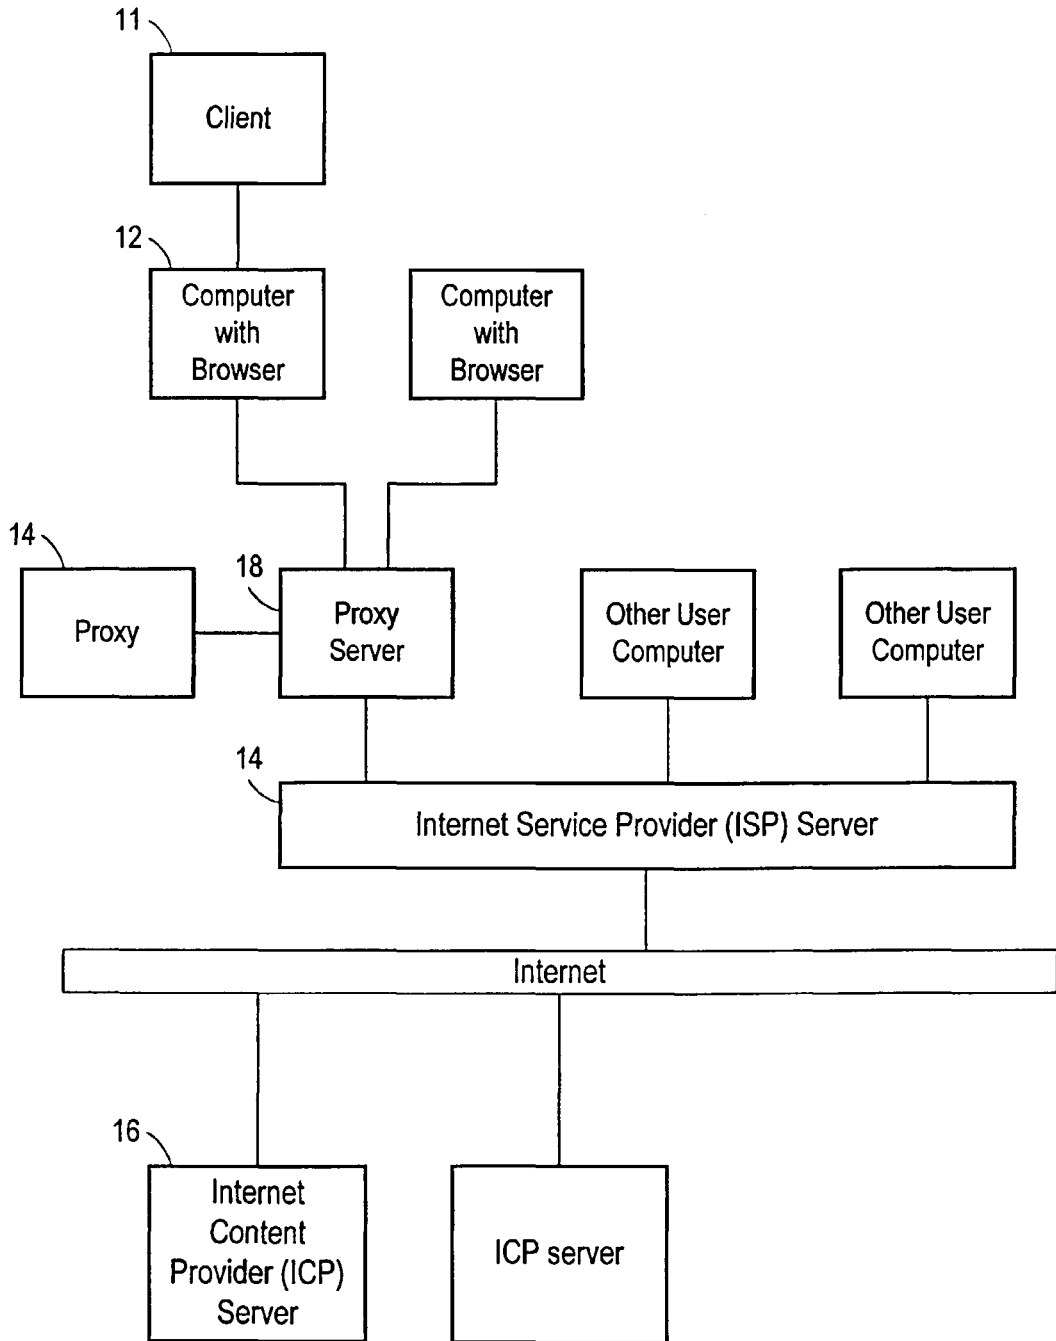 11
Client
12
Computer
with
Browser
Computer
with
Browser
14
Proxy
18
Proxy
Server
Other User
Computer
Other User
Computer
14
Internet Service Provider (ISP) Server
Internet
16
Internet
Content
Provider (ICP)
Server
ICP server